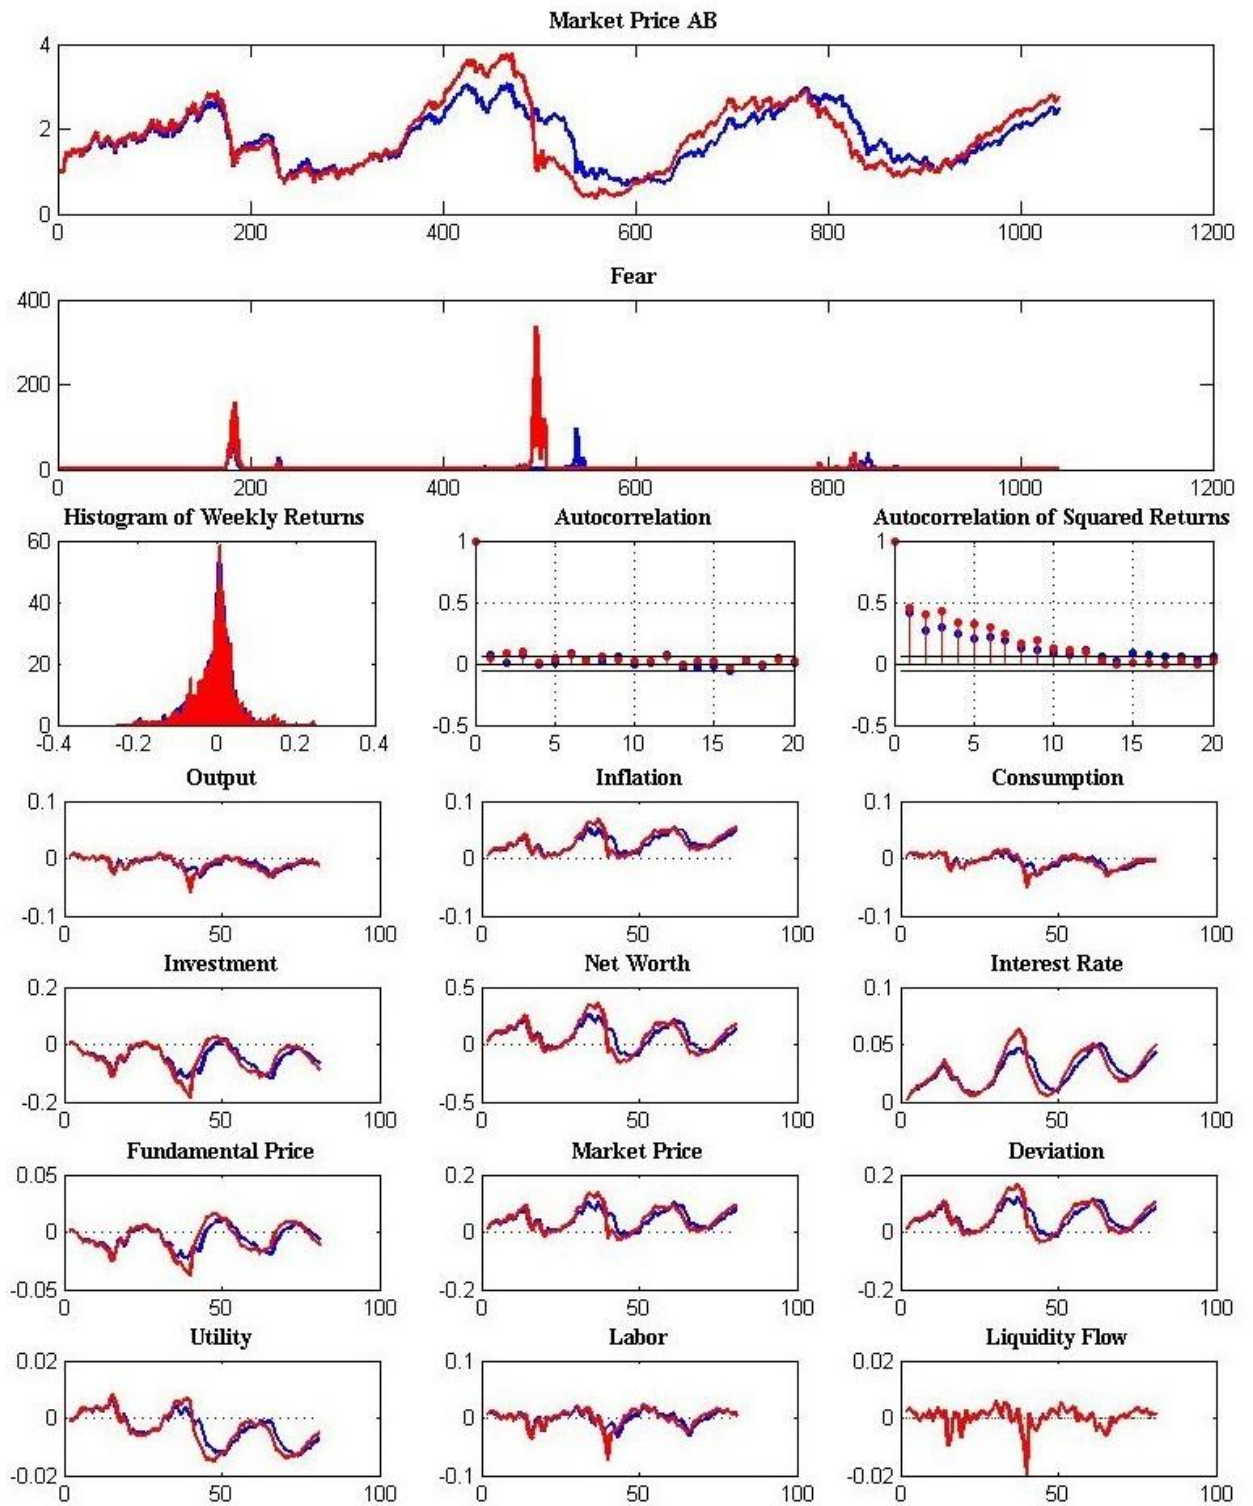 Market Price AB
4
2
0
0 200 400 600 800 1000 1200
Fear
400
200
0
0 200 400 600 800 1000 1200
Histogram of Weekly Returns Autocorrelation Autocorrelation of Squared Returns
60 1 1
40 0.5 0.5
20 0 0
0 -0.5 -0.5
-0.4 -0.2 0 0.2 0.4 0 5 10 15 20 0 5 10 15 20
Output Inflation Consumption
0.1 0.1 0.1
0 0 0
-0.1 -0.1 -0.1
0 50 100 0 50 100 0 50 100
Investment Net Worth Interest Rate
0.2 0.5 0.1
0 0 0.05
-0.2 -0.5 0
0 50 100 0 50 100 0 50 100
Fundamental Price Market Price Deviation
0.05 0.2 0.2
0 0 0
-0.05 -0.2 -0.2
0 50 100 0 50 100 0 50 100
Utility Labor Liquidity Flow
0.02 0.1 0.02
0 0 0
-0.02 -0.1 -0.02
0 50 100 0 50 100 0 50 100